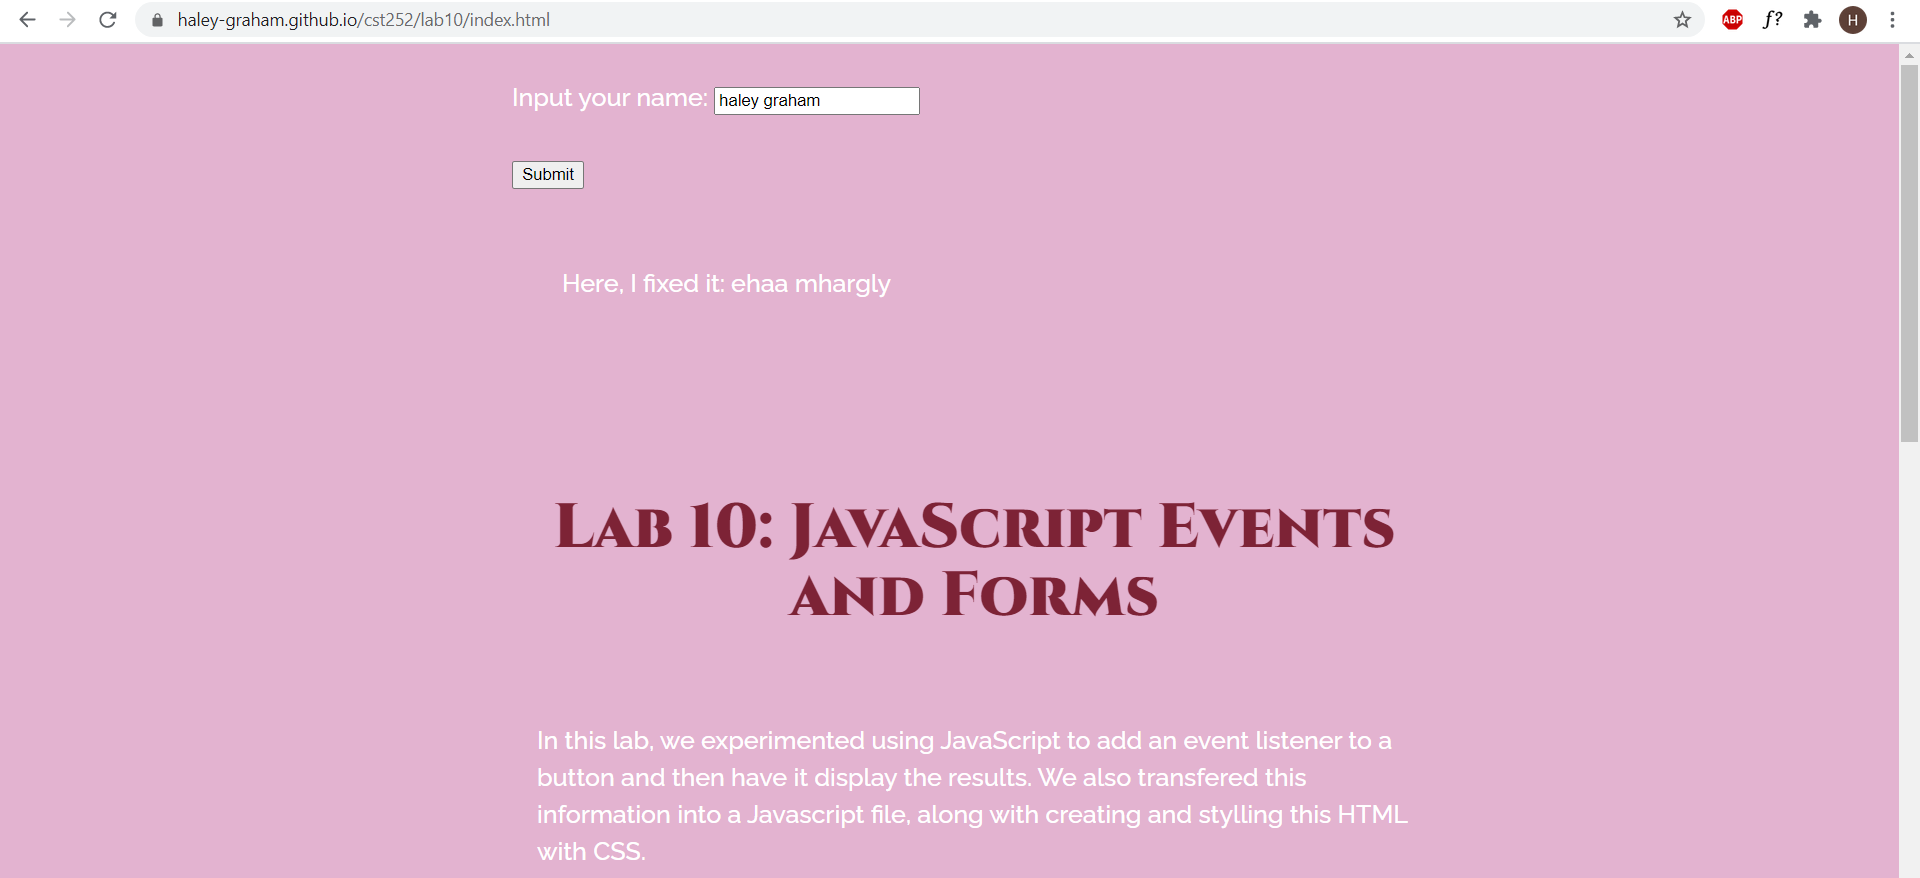 haley-graham.github.io/cst252/lab10/index.html
ABP
f?
H
Input your name: haley graham
Submit
Here, I fixed it: ehaa mhargly
Lab 10: JavaScript Events
and Forms
In this lab, we experimented using JavaScript to add an event listener to a
button and then have it display the results. We also transfered this
information into a Javascript file, along with creating and stylling this HTML
with CSS.